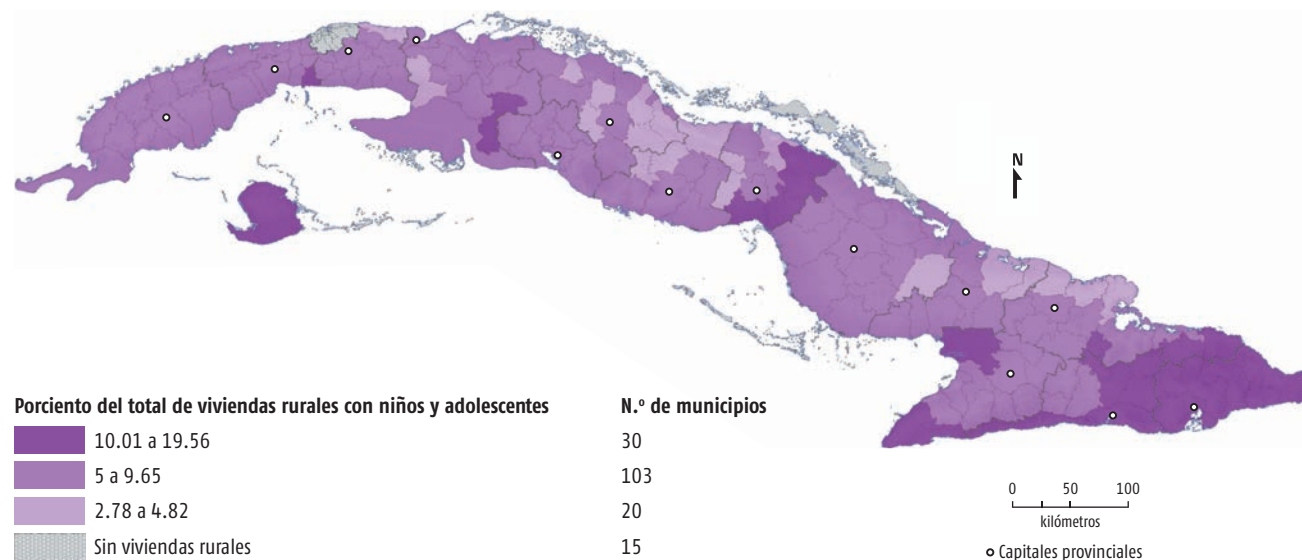 N
Porciento del total de viviendas rurales con niños y adolescentes N.º de municipios
10.01 a 19.56 30
5 a 9.65 103
2.78 a 4.82 20
Sin viviendas rurales 15
0 50 100
kilómetros
Capitales provinciales